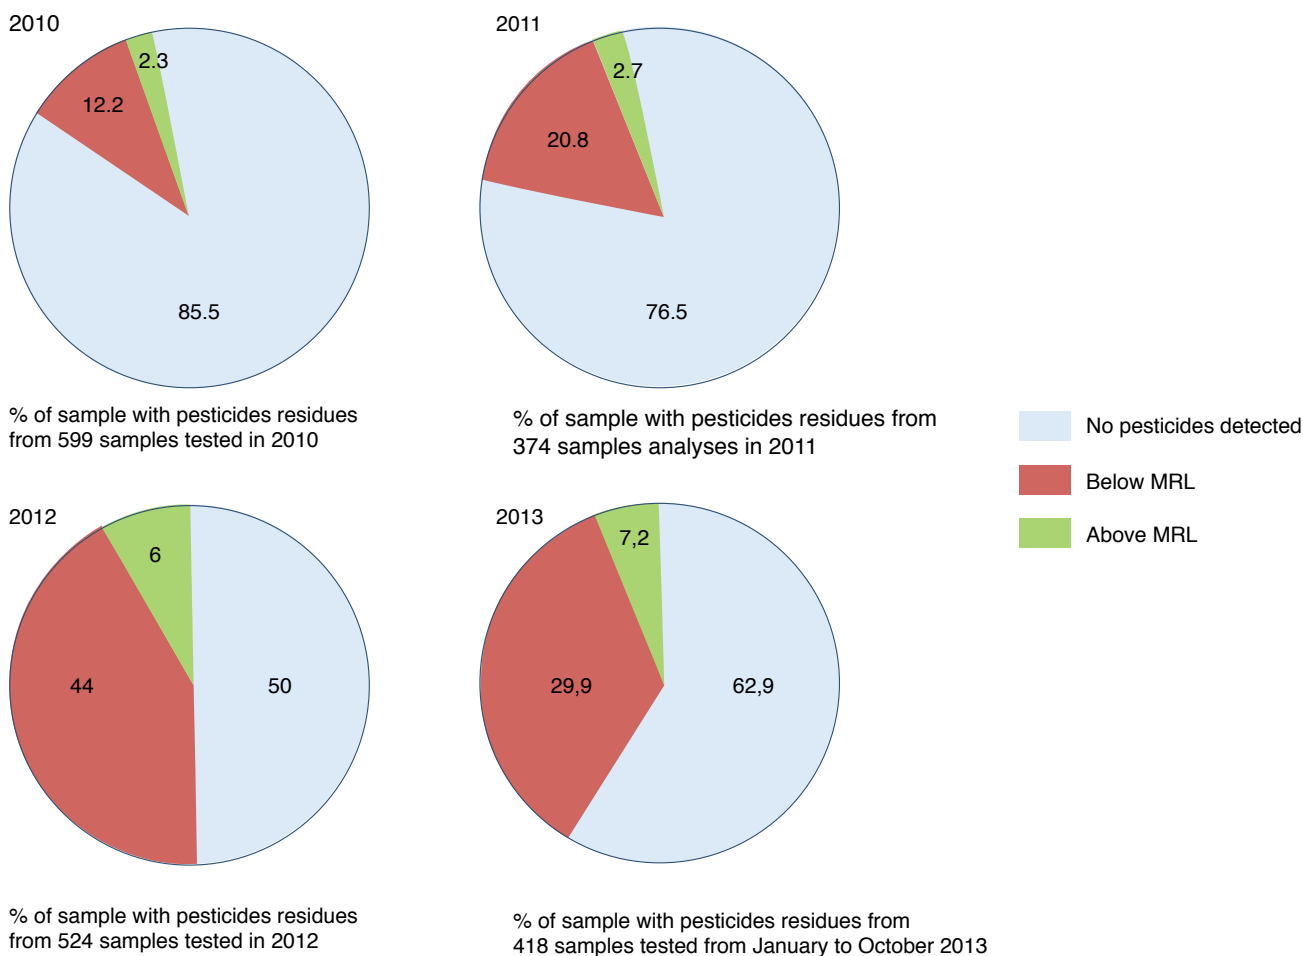 2010
2.3
12.2
85.5
% of sample with pesticides residues
from 599 samples tested in 2010
2011
2.7
20.8
76.5
% of sample with pesticides residues from
374 samples analyses in 2011
No pesticides detected
Below MRL
Above MRL
2012
6
44
50
% of sample with pesticides residues
from 524 samples tested in 2012
2013
7,2
29,9
62,9
% of sample with pesticides residues from
418 samples tested from January to October 2013